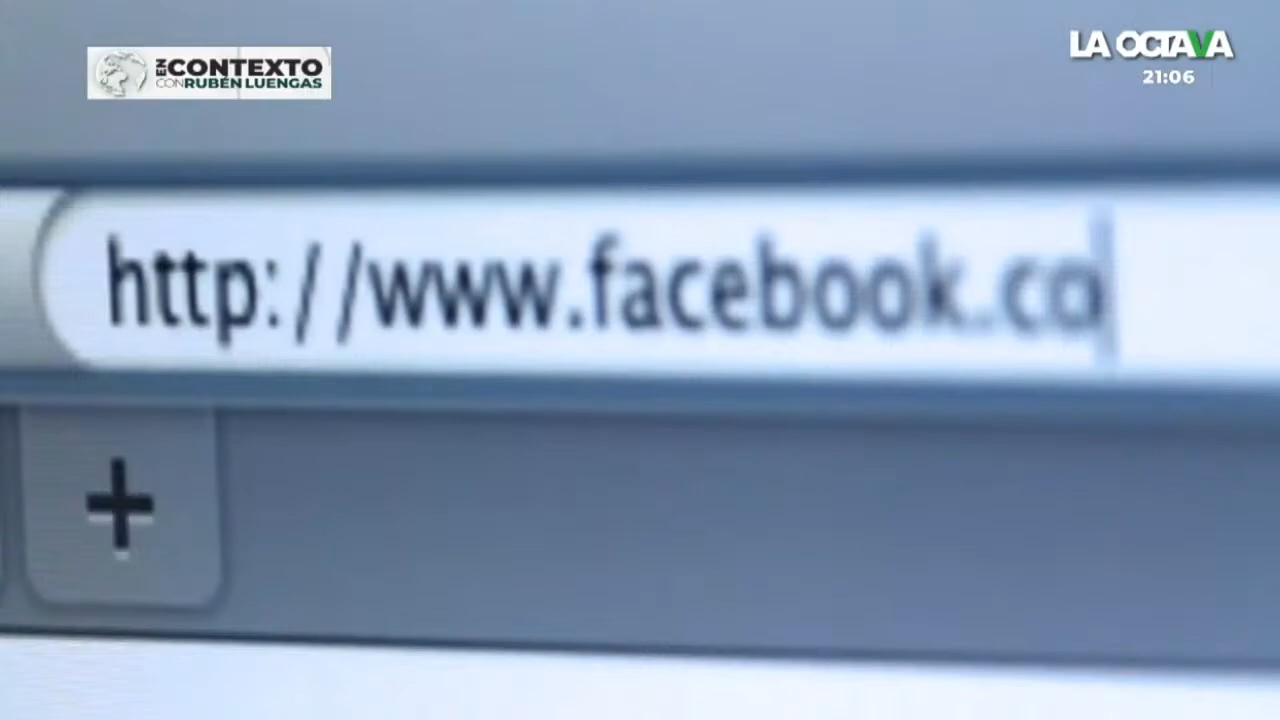 EN CONTEXTO
CON RUBÉN LUENGAS
LA OCTAVA
21:06
http://www.facebook.co
+